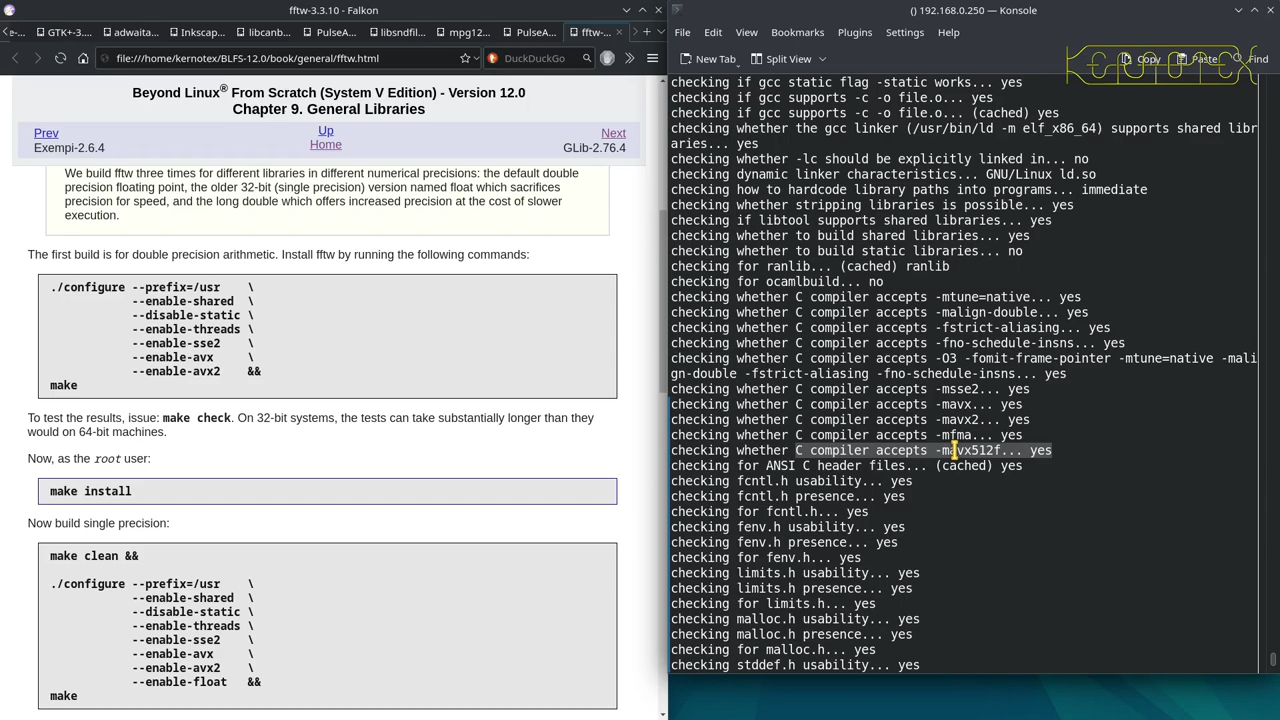 fftw-3.3.10 | Falkon
e-...
GTK+-3....
adwaita...
Inkscap...
libcanb...
PulseA...
libsndfil...
mpg12...
PulseA...
fftw-...
file:///home/kernotex/BLFS-12.0/book/general/fftw.html
DuckDuckGo
Beyond Linux® From Scratch (System V Edition) - Version 12.0
Chapter 9. General Libraries
Prev
Up
Next
Exempi-2.6.4
Home
GLib-2.76.4
We build fftw three times for different libraries in different numerical precisions: the default double
precision floating point, the older 32-bit (single precision) version named float which sacrifices
precision for speed, and the long double which offers increased precision at the cost of slower
execution.
The first build is for double precision arithmetic. Install fftw by running the following commands:
./configure --prefix=/usr \
--enable-shared \
--disable-static \
--enable-threads \
--enable-sse2 \
--enable-avx \
--enable-avx2 &&
make
To test the results, issue: make check. On 32-bit systems, the tests can take substantially longer than they
would on 64-bit machines.
Now, as the root user:
make install
Now build single precision:
make clean &&
./configure --prefix=/usr \
--enable-shared \
--disable-static \
--enable-threads \
--enable-sse2 \
--enable-avx \
--enable-avx2 \
--enable-float &&
make
() 192.168.0.250 — Konsole
File Edit View Bookmarks Plugins Settings Help
New Tab
Split View
Copy
Paste
Find
checking if gcc static flag -static works... yes
checking if gcc supports -c -o file.o... yes
checking if gcc supports -c -o file.o... (cached) yes
checking whether the gcc linker (/usr/bin/ld -m elf_x86_64) supports shared libr
aries... yes
checking whether -lc should be explicitly linked in... no
checking dynamic linker characteristics... GNU/Linux ld.so
checking how to hardcode library paths into programs... immediate
checking whether stripping libraries is possible... yes
checking if libtool supports shared libraries... yes
checking whether to build shared libraries... yes
checking whether to build static libraries... no
checking for ranlib... (cached) ranlib
checking for ocamlbuild... no
checking whether C compiler accepts -mtune=native... yes
checking whether C compiler accepts -malign-double... yes
checking whether C compiler accepts -fstrict-aliasing... yes
checking whether C compiler accepts -fno-schedule-insns... yes
checking whether C compiler accepts -O3 -fomit-frame-pointer -mtune=native -mali
gn-double -fstrict-aliasing -fno-schedule-insns... yes
checking whether C compiler accepts -msse2... yes
checking whether C compiler accepts -mavx... yes
checking whether C compiler accepts -mavx2... yes
checking whether C compiler accepts -mfma... yes
checking whether C compiler accepts -mavx512f... yes
checking for ANSI C header files... (cached) yes
checking fcntl.h usability... yes
checking fcntl.h presence... yes
checking for fcntl.h... yes
checking fenv.h usability... yes
checking fenv.h presence... yes
checking for fenv.h... yes
checking limits.h usability... yes
checking limits.h presence... yes
checking for limits.h... yes
checking malloc.h usability... yes
checking malloc.h presence... yes
checking for malloc.h... yes
checking stddef.h usability... yes